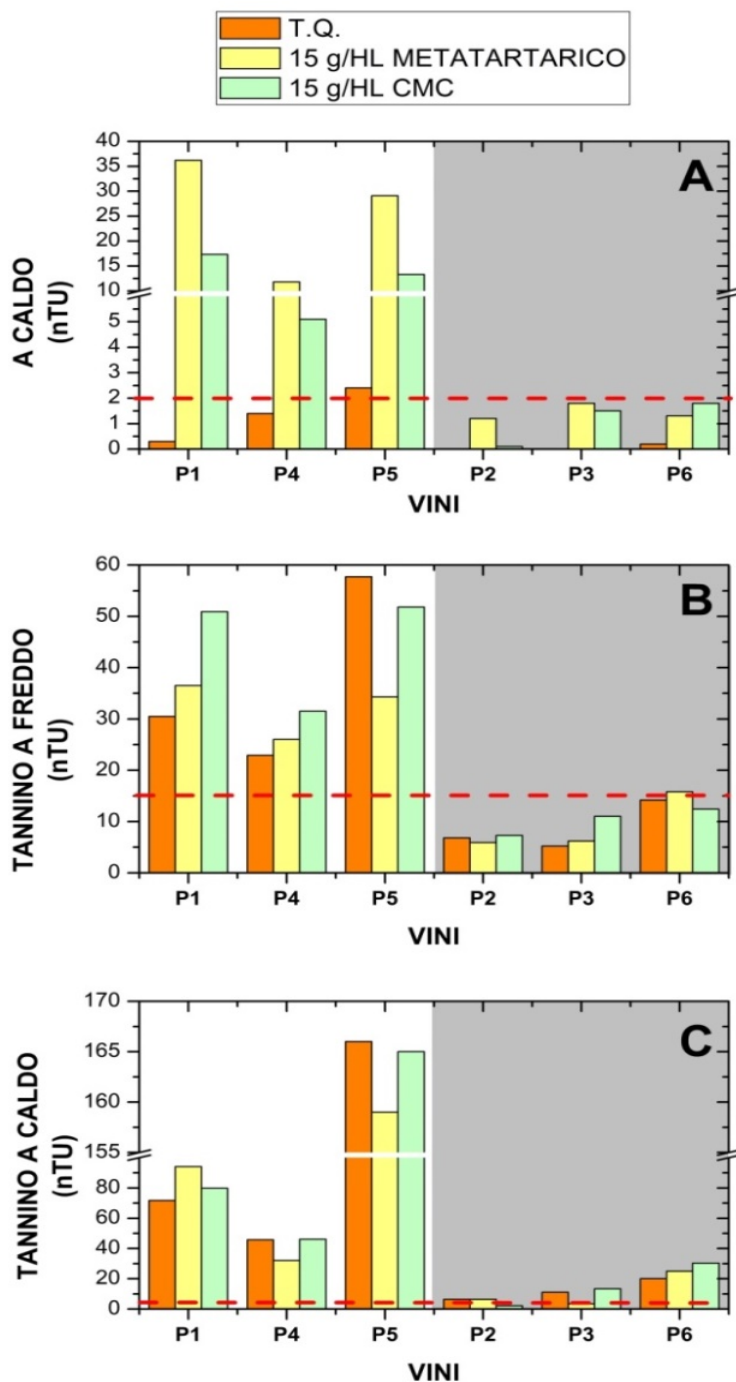 T.Q.
15 g/HL METATARTARICO
15 g/HL CMC
A
A CALDO
(nTU)
40
35
30
25
20
15
10
5
4
3
2
1
0
P1 P4 P5 P2 P3 P6
VINI
B
TANNINO A FREDDO
(nTU)
60
50
40
30
20
10
0
P1 P4 P5 P2 P3 P6
VINI
C
TANNINO A CALDO
(nTU)
170
165
160
155
80
60
40
20
0
P1 P4 P5 P2 P3 P6
VINI